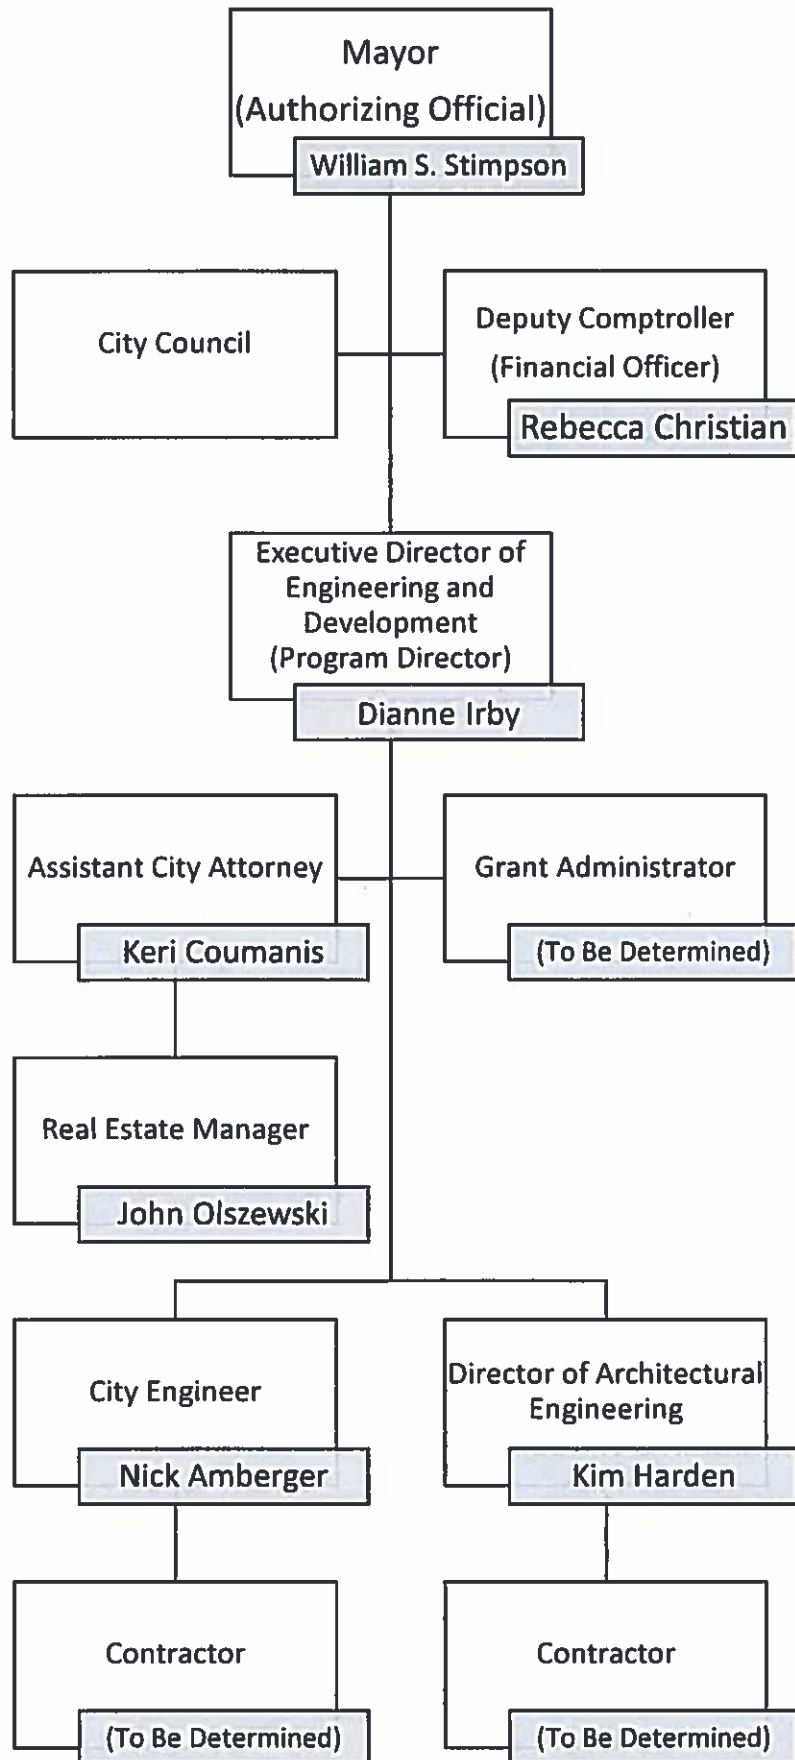 Mayor
(Authorizing Official)
William S. Stimpson
City Council
Deputy Comptroller
(Financial Officer)
Rebecca Christian
Executive Director of
Engineering and
Development
(Program Director)
Dianne Irby
Assistant City Attorney
Keri Coumanis
Grant Administrator
(To Be Determined)
Real Estate Manager
John Olszewski
City Engineer
Nick Amberger
Director of Architectural
Engineering
Kim Harden
Contractor
(To Be Determined)
Contractor
(To Be Determined)